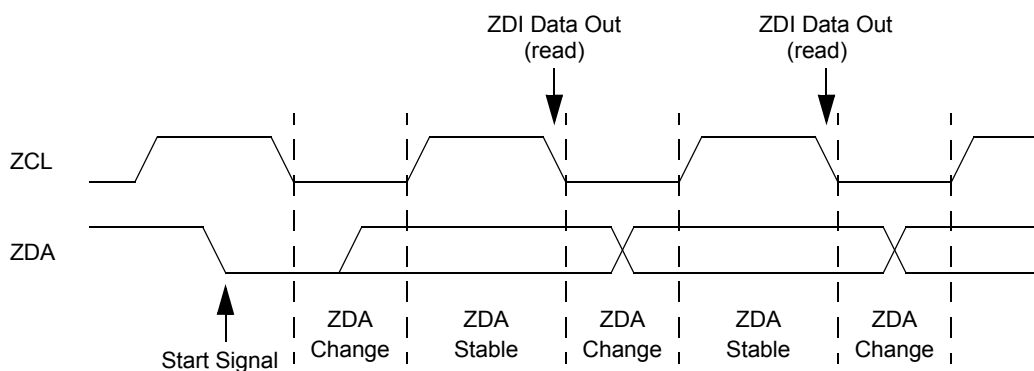 ZDI Data Out
(read)
ZDI Data Out
(read)
ZCL
ZDA
Start Signal
ZDA
Change
ZDA
Stable
ZDA
Change
ZDA
Stable
ZDA
Change